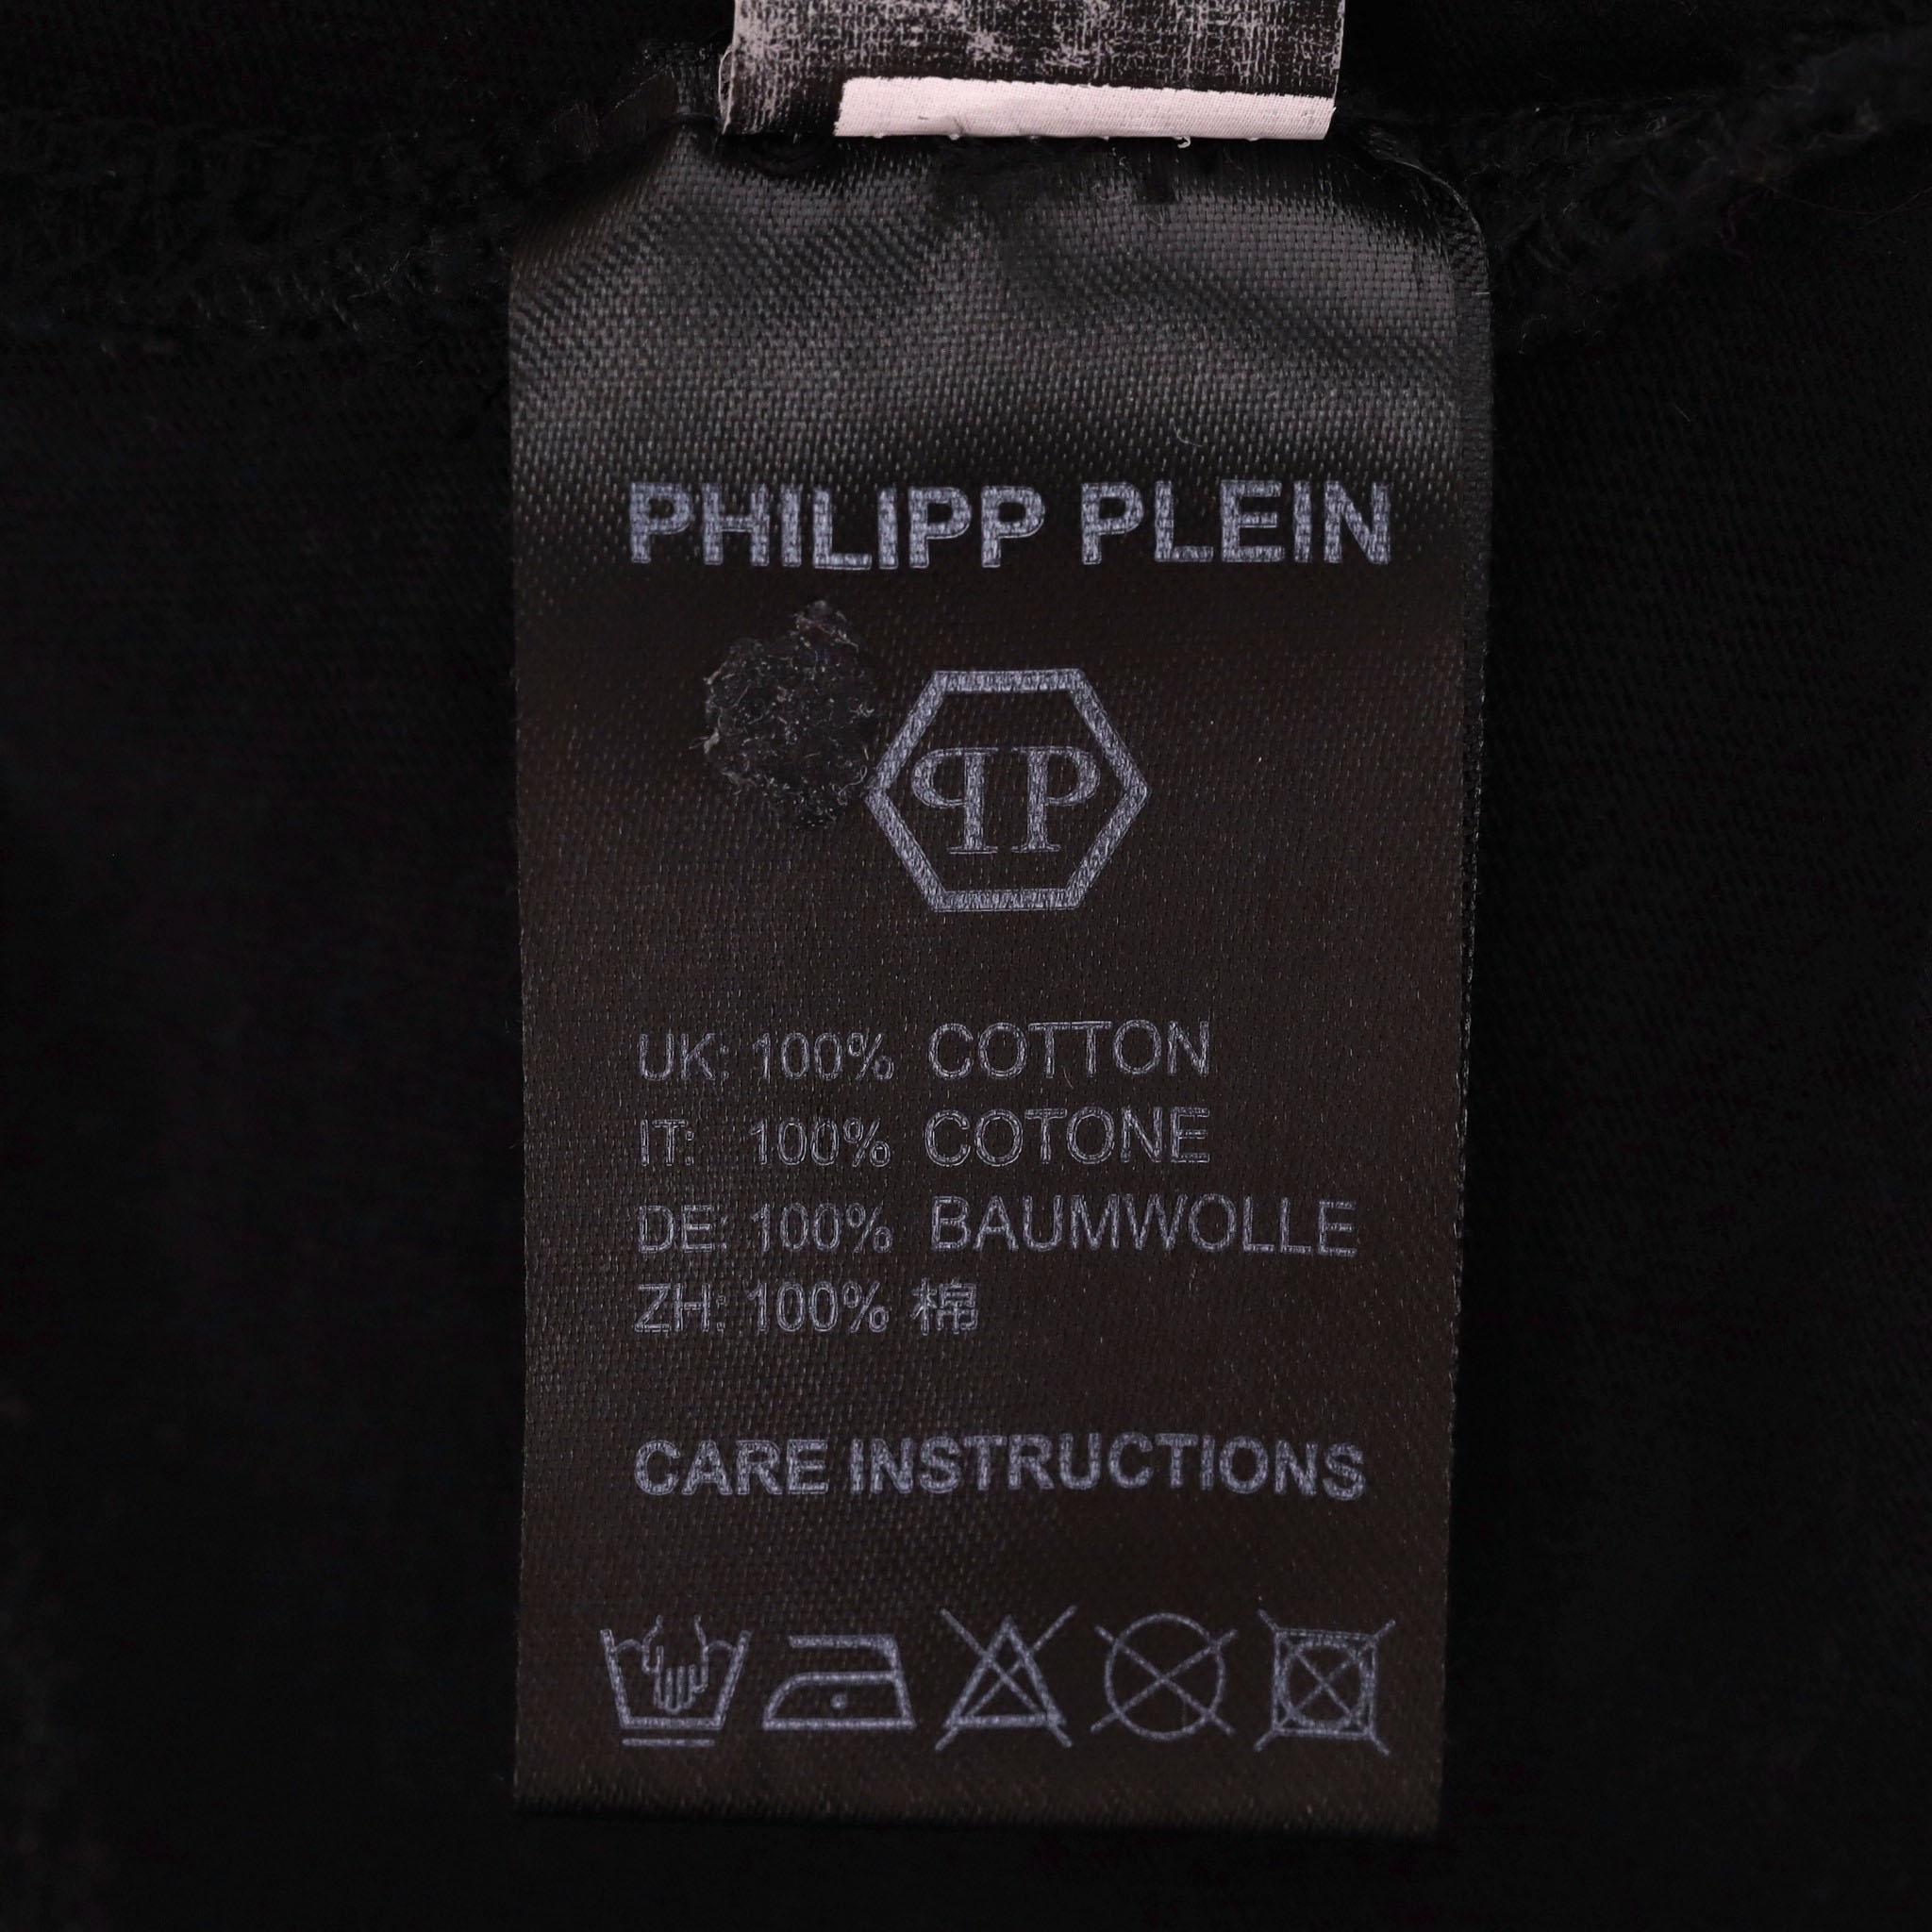 PHILIPP PLEIN
PP
UK: 100% COTTON
IT: 100% COTONE
DE: 100% BAUMWOLLE
ZH: 100% 棉
CARE INSTRUCTIONS